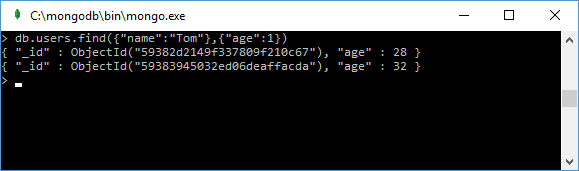 C:\mongodb\bin\mongo.exe
> db.users.find({"name":"Tom"},{"age":1})
{ "_id" : ObjectId("59382d2149f337809f210c67"), "age" : 28 }
{ "_id" : ObjectId("59383945032ed06deaffacda"), "age" : 32 }
>